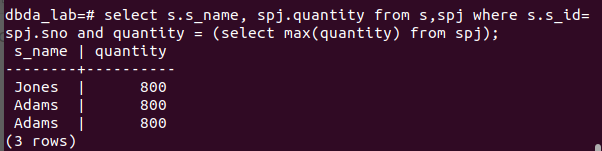 dbda_lab=# select s.s_name, spj.quantity from s,spj where s.s_id=
spj.sno and quantity = (select max(quantity) from spj);
 s_name | quantity
--------+----------
 Jones  |      800
 Adams  |      800
 Adams  |      800
(3 rows)